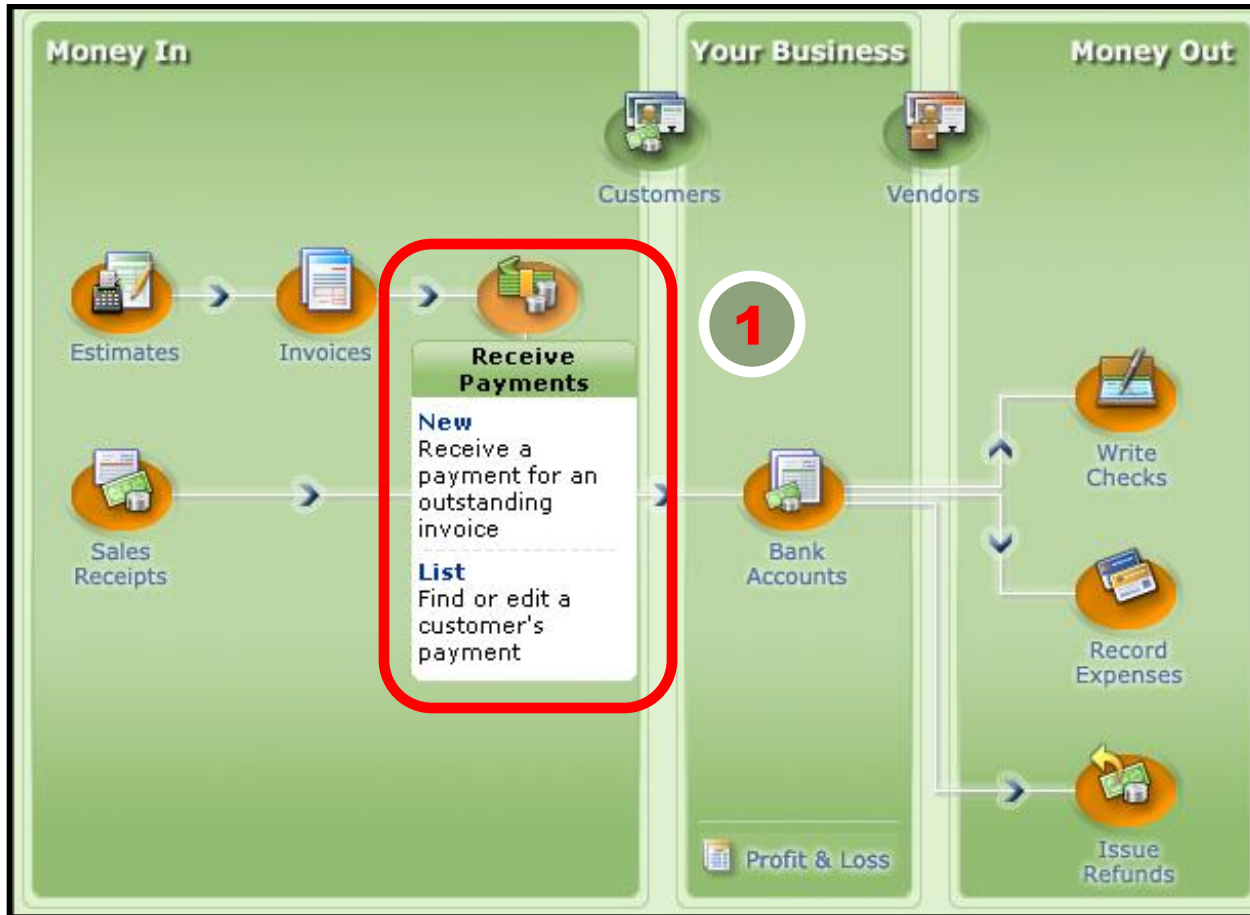 Money In
Your Business
Money Out
Customers
Vendors
Estimates
Invoices
Receive
Payments
New
Receive a
payment for an
outstanding
invoice
List
Find or edit a
customer's
payment
1
Sales
Receipts
Bank
Accounts
Write
Checks
Record
Expenses
Issue
Refunds
Profit & Loss